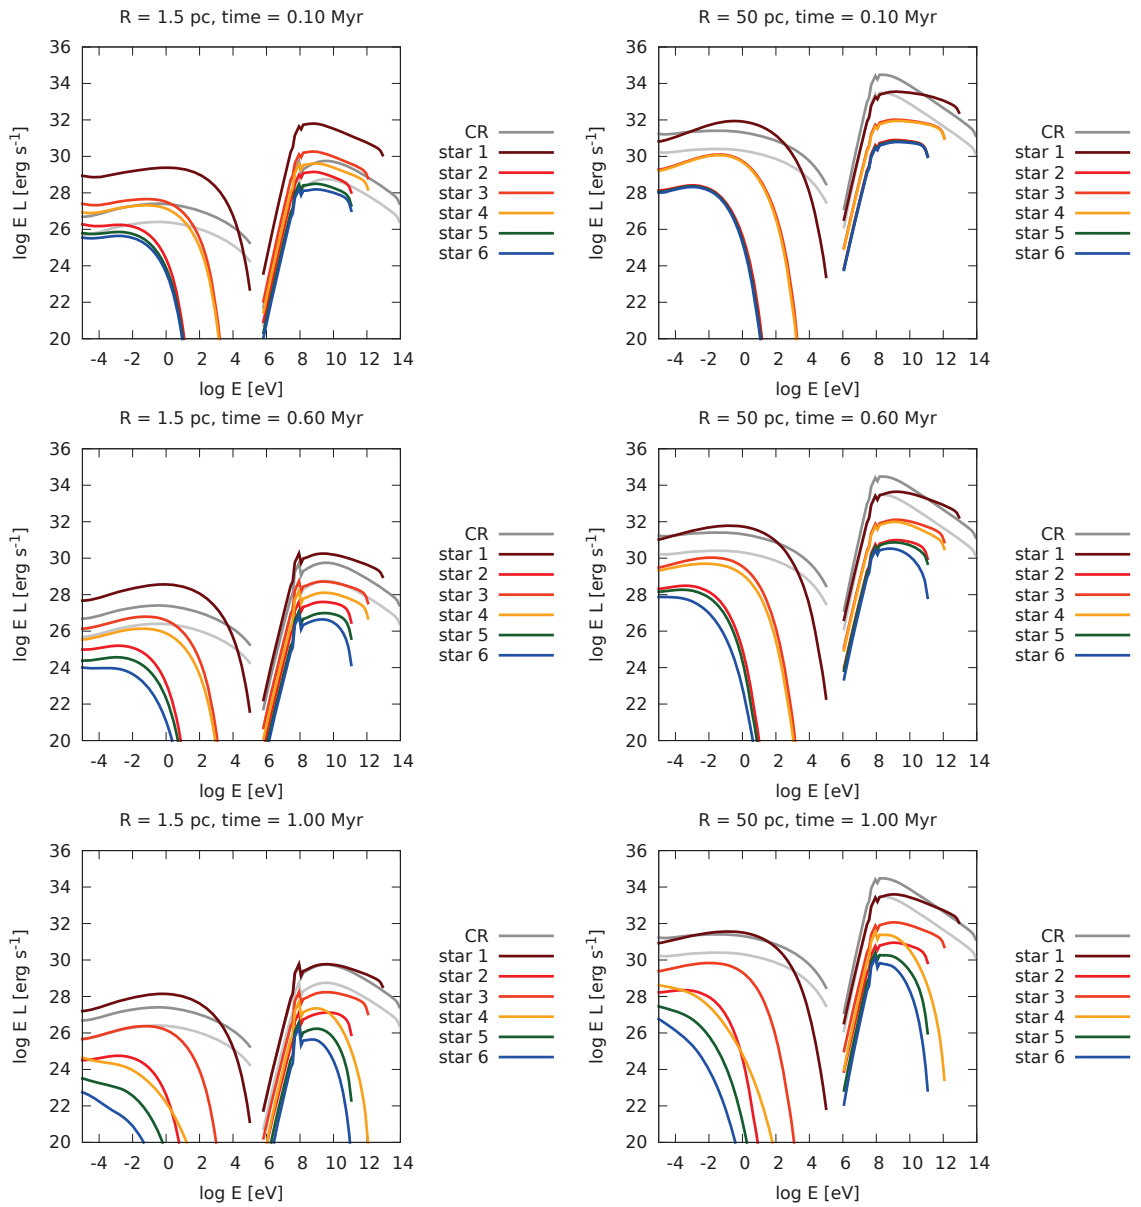 R = 1.5 pc, time = 0.10 Myr
36
34
32
30
28
26
24
22
20
log E L [erg s⁻¹]
-4 -2 0 2 4 6 8 10 12 14
log E [eV]
CR
star 1
star 2
star 3
star 4
star 5
star 6
R = 50 pc, time = 0.10 Myr
36
34
32
30
28
26
24
22
20
log E L [erg s⁻¹]
-4 -2 0 2 4 6 8 10 12 14
log E [eV]
CR
star 1
star 2
star 3
star 4
star 5
star 6
R = 1.5 pc, time = 0.60 Myr
36
34
32
30
28
26
24
22
20
log E L [erg s⁻¹]
-4 -2 0 2 4 6 8 10 12 14
log E [eV]
CR
star 1
star 2
star 3
star 4
star 5
star 6
R = 50 pc, time = 0.60 Myr
36
34
32
30
28
26
24
22
20
log E L [erg s⁻¹]
-4 -2 0 2 4 6 8 10 12 14
log E [eV]
CR
star 1
star 2
star 3
star 4
star 5
star 6
R = 1.5 pc, time = 1.00 Myr
36
34
32
30
28
26
24
22
20
log E L [erg s⁻¹]
-4 -2 0 2 4 6 8 10 12 14
log E [eV]
CR
star 1
star 2
star 3
star 4
star 5
star 6
R = 50 pc, time = 1.00 Myr
36
34
32
30
28
26
24
22
20
log E L [erg s⁻¹]
-4 -2 0 2 4 6 8 10 12 14
log E [eV]
CR
star 1
star 2
star 3
star 4
star 5
star 6